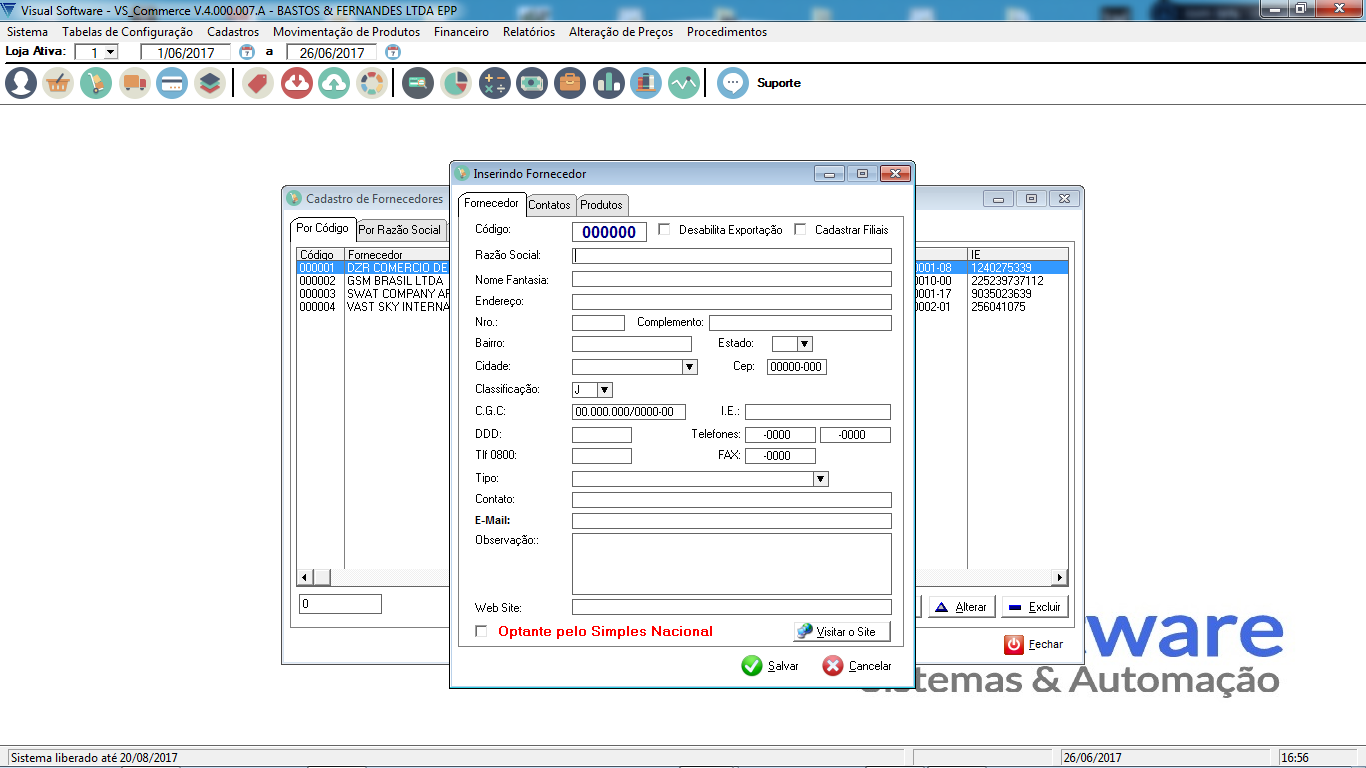 Visual Software - VS_Commerce V.4.000.007.A - BASTOS & FERNANDES LTDA EPP
Sistema Tabelas de Configuração Cadastros Movimentação de Produtos Financeiro Relatórios Alteração de Preços Procedimentos
Loja Ativa: 1 1/06/2017 a 26/06/2017
Suporte
Inserindo Fornecedor
Cadastro de Fornecedores
Fornecedor Contatos Produtos
Por Código Por Razão Social
Código: 000000 Desabilita Exportação Cadastrar Filiais
Razão Social:
Nome Fantasia:
Endereço:
Nro.: Complemento:
Bairro: Estado:
Cidade: Cep: 00000-000
Classificação: J
C.G.C: 00.000.000/0000-00 I.E.:
DDD: Telefones: -0000 -0000
Tlf 0800: FAX: -0000
Tipo:
Contato:
E-Mail:
Observação::
Web Site:
Optante pelo Simples Nacional Visitar o Site
Salvar Cancelar
Código Fornecedor IE
000001 DZR COMERCIO DE 0001-08 1240275339
000002 GSM BRASIL LTDA 0010-00 225239737112
000003 SWAT COMPANY AR 0001-17 9035023639
000004 VAST SKY INTERNA 0002-01 256041075
0
Alterar Excluir
Fechar
ware
Sistemas & Automação
Sistema liberado até 20/08/2017 26/06/2017 16:56